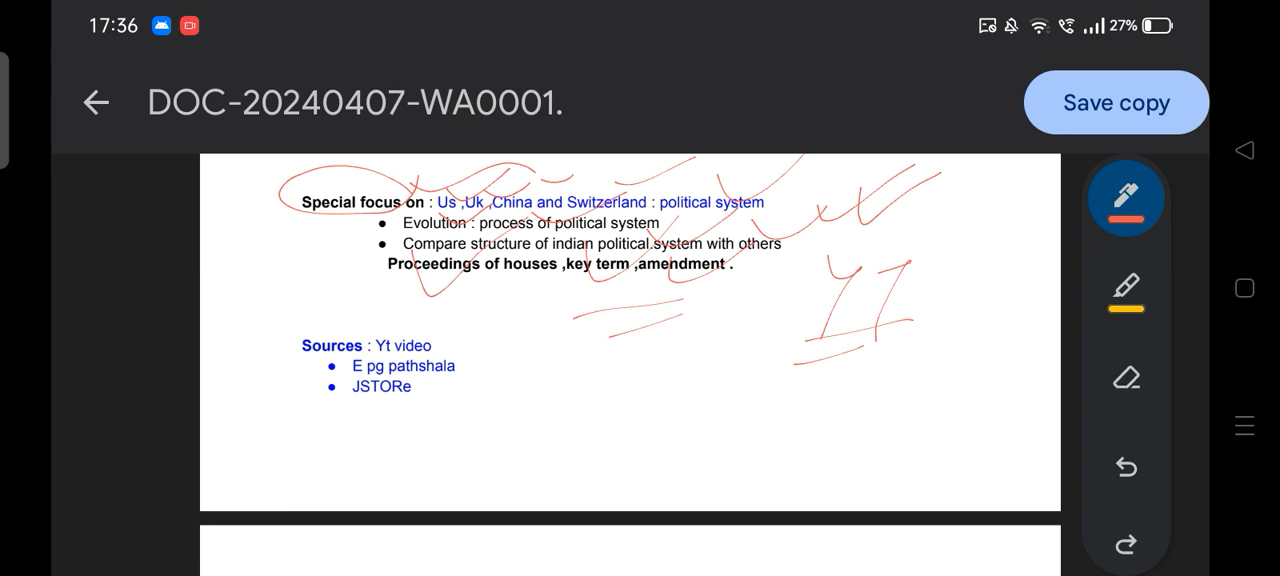 17:36 27%
DOC-20240407-WA0001.
Save copy
Special focus on : Us ,Uk ,China and Switzerland : political system
● Evolution : process of political system
● Compare structure of indian political.system with others
Proceedings of houses ,key term ,amendment .
YT
Sources : Yt video
● E pg pathshala
● JSTORe